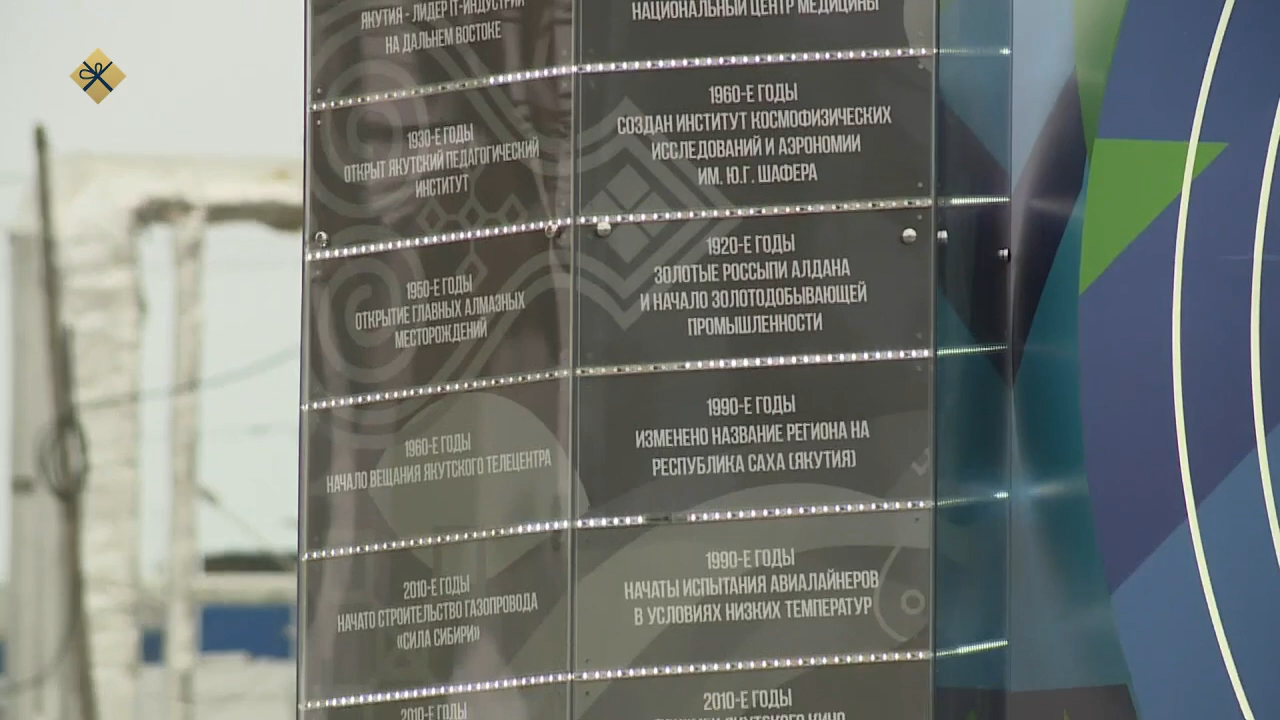 ЯКУТИЯ - ЛИДЕР IT-ИНДУСТРИИ
НА ДАЛЬНЕМ ВОСТОКЕ
1930-Е ГОДЫ
ОТКРЫТ ЯКУТСКИЙ ПЕДАГОГИЧЕСКИЙ
ИНСТИТУТ
1950-Е ГОДЫ
ОТКРЫТИЕ ГЛАВНЫХ АЛМАЗНЫХ
МЕСТОРОЖДЕНИЙ
1960-Е ГОДЫ
НАЧАЛО ВЕЩАНИЯ ЯКУТСКОГО ТЕЛЕЦЕНТРА
2010-Е ГОДЫ
НАЧАТО СТРОИТЕЛЬСТВО ГАЗОПРОВОДА
«СИЛА СИБИРИ»
2010-Е ГОДЫ
НАЦИОНАЛЬНЫЙ ЦЕНТР МЕДИЦИНЫ
1960-Е ГОДЫ
СОЗДАН ИНСТИТУТ КОСМОФИЗИЧЕСКИХ
ИССЛЕДОВАНИЙ И АЭРОНОМИИ
ИМ. Ю.Г. ШАФЕРА
1920-Е ГОДЫ
ЗОЛОТЫЕ РОССЫПИ АЛДАНА
И НАЧАЛО ЗОЛОТОДОБЫВАЮЩЕЙ
ПРОМЫШЛЕННОСТИ
1990-Е ГОДЫ
ИЗМЕНЕНО НАЗВАНИЕ РЕГИОНА НА
РЕСПУБЛИКА САХА (ЯКУТИЯ)
1990-Е ГОДЫ
НАЧАТЫ ИСПЫТАНИЯ АВИАЛАЙНЕРОВ
В УСЛОВИЯХ НИЗКИХ ТЕМПЕРАТУР
2010-Е ГОДЫ
ЯКУТСКОГО КИНО